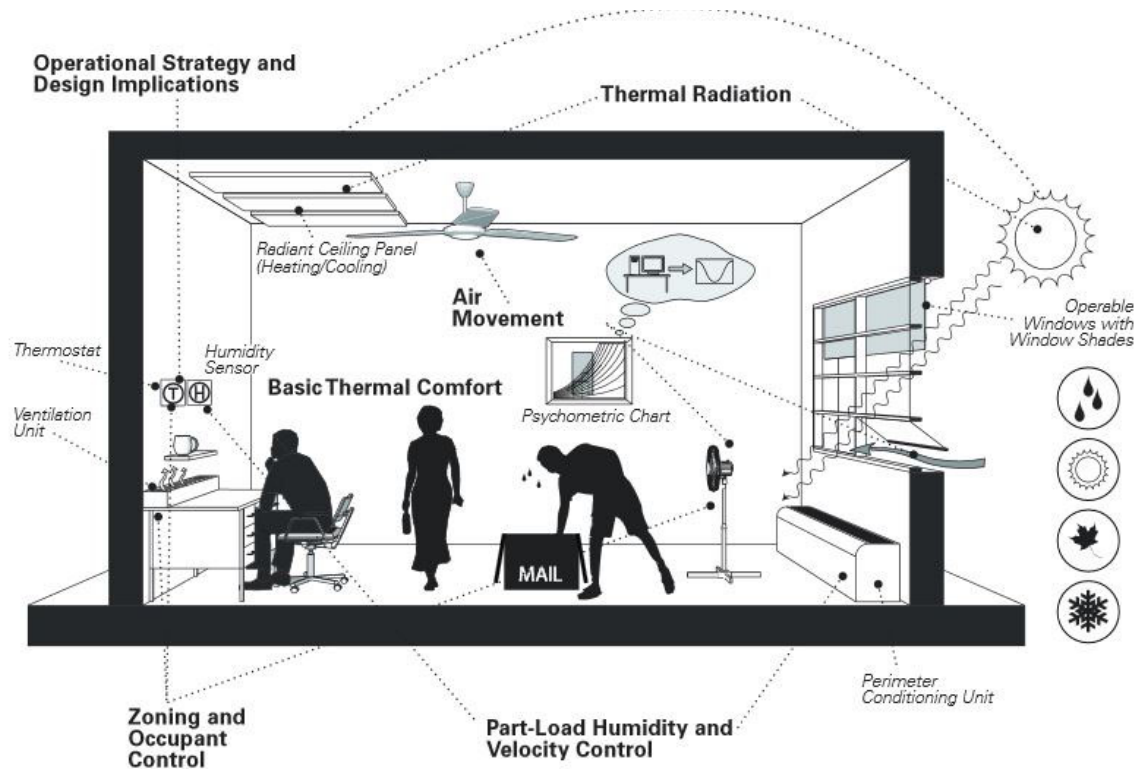 Operational Strategy and
Design Implications
Thermal Radiation
Radiant Ceiling Panel
(Heating/Cooling)
Air
Movement
Operable
Windows with
Window Shades
Thermostat
Humidity
Sensor
T H
Basic Thermal Comfort
Psychometric Chart
Ventilation
Unit
MAIL
Perimeter
Conditioning Unit
Zoning and
Occupant
Control
Part-Load Humidity and
Velocity Control